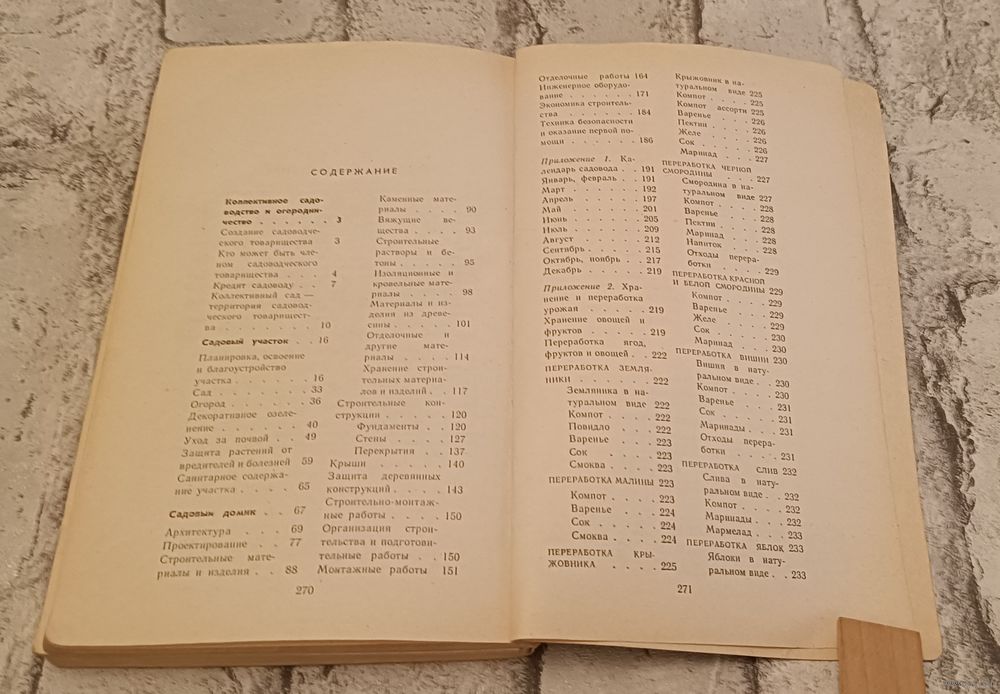 СОДЕРЖАНИЕ
Коллективное садо-
водство и огородни-
чество . . . . . . 3
Создание садоводче-
ского товарищества 3
Кто может быть чле-
ном садоводческого
товарищества . . . . 4
Кредит садоводу . . . 7
Коллективный сад —
территория садовод-
ческого товарищест-
ва . . . . . . . 10
Садовый участок . . 16
Планировка, освоение
и благоустройство
участка . . . . . . . 16
Сад . . . . . . . . 33
Огород . . . . . . . 36
Декоративное озеле-
нение . . . . . . . 40
Уход за почвой . . . 49
Защита растений от
вредителей и болезней 59
Санитарное содержа-
ние участка . . . . 65
Садовый домик . . . 67
Архитектура . . . . 69
Проектирование . . . 77
Строительные мате-
риалы и изделия . . 88
Каменные мате-
риалы . . . . 90
Вяжущие ве-
щества . . . . 93
Строительные
растворы и бе-
тоны . . . . . 95
Изоляционные и
кровельные мате-
риалы . . . . 98
Материалы и из-
делия из древе-
сины . . . . . 101
Отделочные и
другие мате-
риалы . . . . 114
Хранение строи-
тельных материа-
лов и изделий . . 117
Строительные кон-
струкции . . . . . 120
Фундаменты . . 120
Стены . . . . 127
Перекрытия . . 137
Крыши . . . . . 140
Защита деревянных
конструкций . . . . 143
Строительно-монтаж-
ные работы . . . . 150
Организация строи-
тельства и подготови-
тельные работы . . 150
Монтажные работы 151
270
Отделочные работы 164
Инженерное оборудо-
вание . . . . . . 171
Экономика строитель-
ства . . . . . . . 184
Техника безопасности
и оказание первой по-
мощи . . . . . . 186
Приложение 1. Ка-
лендарь садовода . . 191
Январь, февраль . . 191
Март . . . . . . 192
Апрель . . . . . 197
Май . . . . . . 201
Июнь . . . . . . 205
Июль . . . . . . 209
Август . . . . . 212
Сентябрь . . . . . 215
Октябрь, ноябрь . . 217
Декабрь . . . . . 219
Приложение 2. Хра-
нение и переработка
урожая . . . . . . 219
Хранение овощей и
фруктов . . . . . . 219
Переработка ягод,
фруктов и овощей . . 222
ПЕРЕРАБОТКА ЗЕМЛЯ-
НИКИ . . . . . . . 222
Земляника в на-
туральном виде 222
Компот . . . . 222
Повидло . . . 222
Варенье . . . 223
Сок . . . . . 223
Смоква . . . . 223
ПЕРЕРАБОТКА МАЛИНЫ 223
Компот . . . . 223
Варенье . . . . 224
Сок . . . . . 224
Смоква . . . . 224
ПЕРЕРАБОТКА КРЫ-
ЖОВНИКА . . . . 225
Крыжовник в на-
туральном виде 225
Компот . . . . 225
Компот ассорти 225
Варенье . . . . 226
Пектин . . . . 226
Желе . . . . 226
Сок . . . . . 226
Маринад . . . . 227
ПЕРЕРАБОТКА ЧЕРНОЙ
СМОРОДИНЫ . . . . 227
Смородина в на-
туральном виде 227
Компот . . . . 228
Варенье . . . 228
Пектин . . . . 228
Маринад . . . 228
Напиток . . . 228
Отходы перера-
ботки . . . . 229
ПЕРЕРАБОТКА КРАСНОЙ
И БЕЛОЙ СМОРОДИНЫ 229
Компот . . . . 229
Варенье . . . . 229
Желе . . . . 229
Сок . . . . . 230
Маринад . . . . 230
ПЕРЕРАБОТКА ВИШНИ 230
Вишня в нату-
ральном виде . . 230
Компот . . . . 230
Варенье . . . . 231
Сок . . . . . 231
Маринады . . . 231
Отходы перера-
ботки . . . . . 231
ПЕРЕРАБОТКА СЛИВ 232
Слива в нату-
ральном виде . . 232
Компот . . . . 232
Маринады . . . 232
Мармелад . . . 233
ПЕРЕРАБОТКА ЯБЛОК 233
Яблоки в нату-
ральном виде . . 233
271